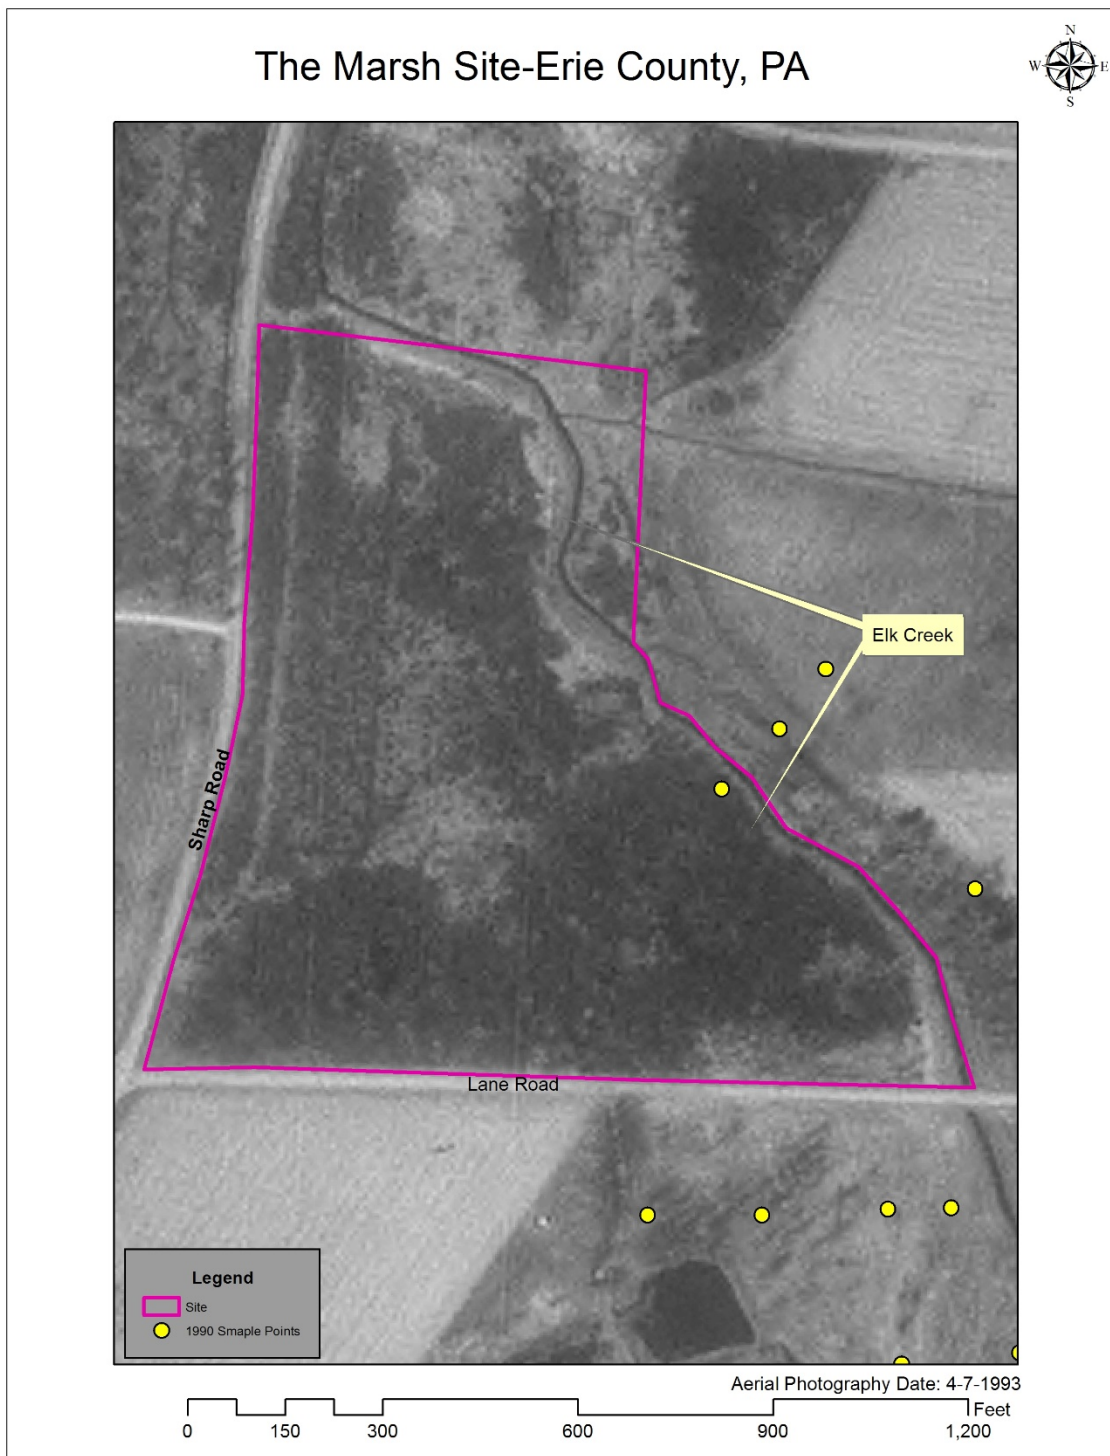 The Marsh Site-Erie County, PA
N
W E
S
Elk Creek
Sharp Road
Lane Road
Legend
Site
1990 Smaple Points
Aerial Photography Date: 4-7-1993
Feet
0 150 300 600 900 1,200